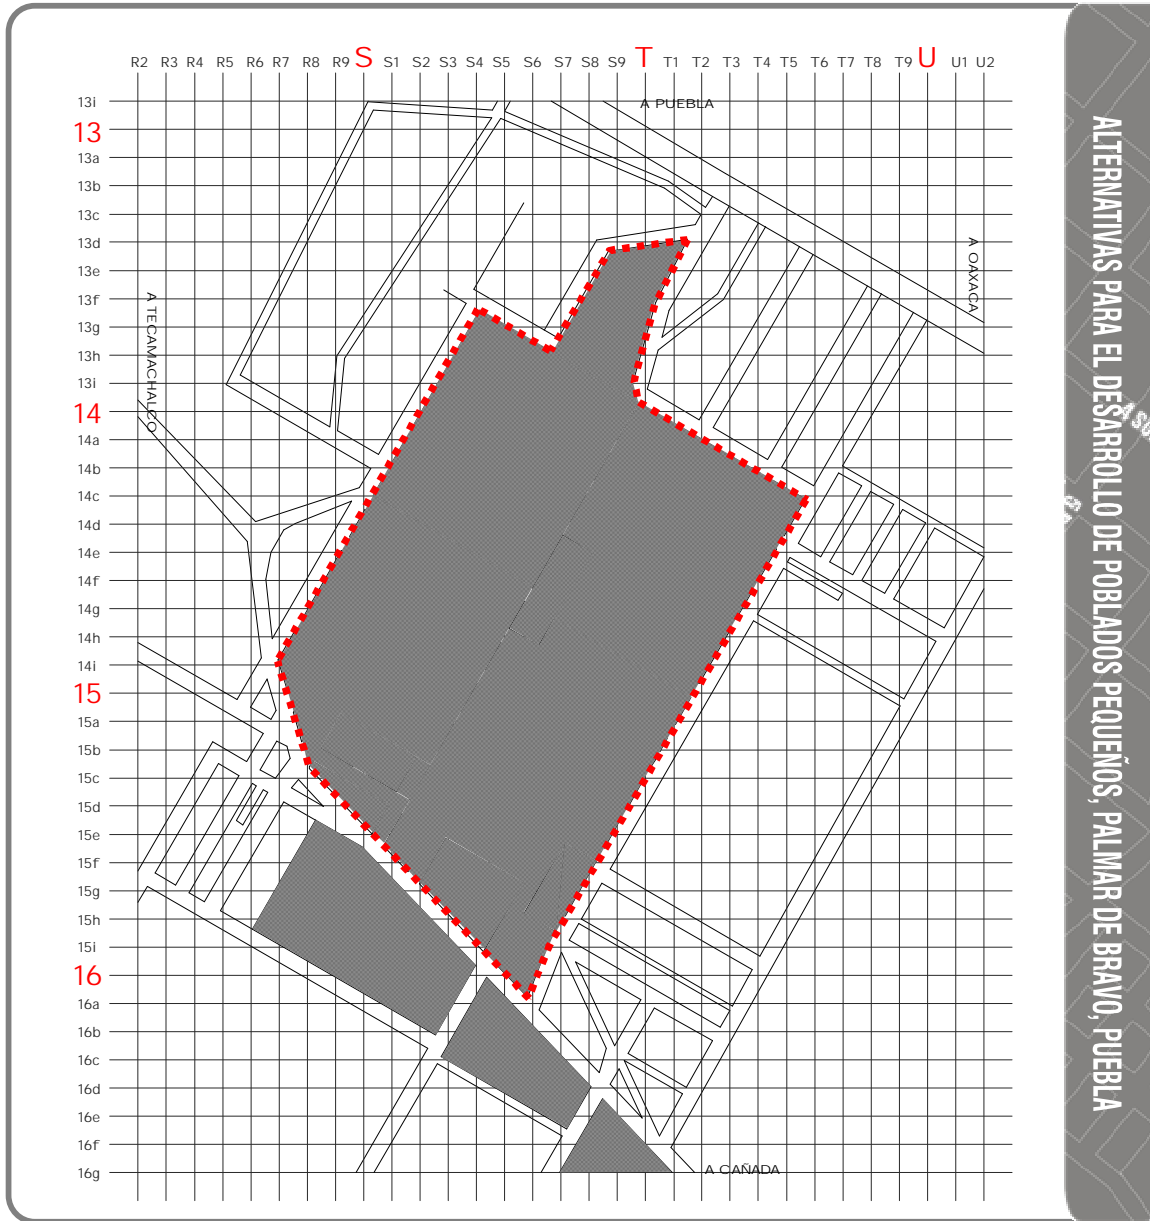 R2 R3 R4 R5 R6 R7 R8 R9 S S1 S2 S3 S4 S5 S6 S7 S8 S9 T T1 T2 T3 T4 T5 T6 T7 T8 T9 U U1 U2
13i
13
13a
13b
13c
13d
13e
13f
13g
13h
13i
14
14a
14b
14c
14d
14e
14f
14g
14h
14i
15
15a
15b
15c
15d
15e
15f
15g
15h
15i
16
16a
16b
16c
16d
16e
16f
16g
A PUEBLA
A OAXACA
A TECAMACHALCO
A CAÑADA
ALTERNATIVAS PARA EL DESARROLLO DE POBLADOS PEQUEÑOS, PALMAR DE BRAVO, PUEBLA